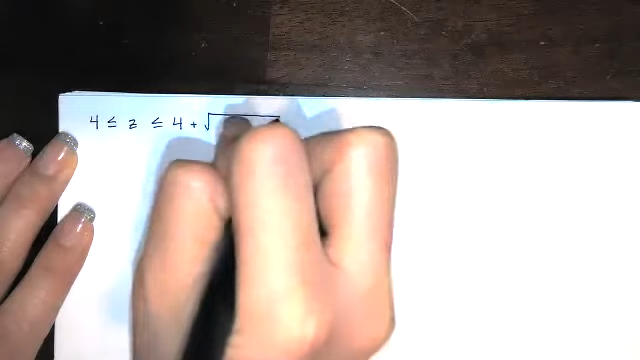 4 ≤ z ≤ 4 + √